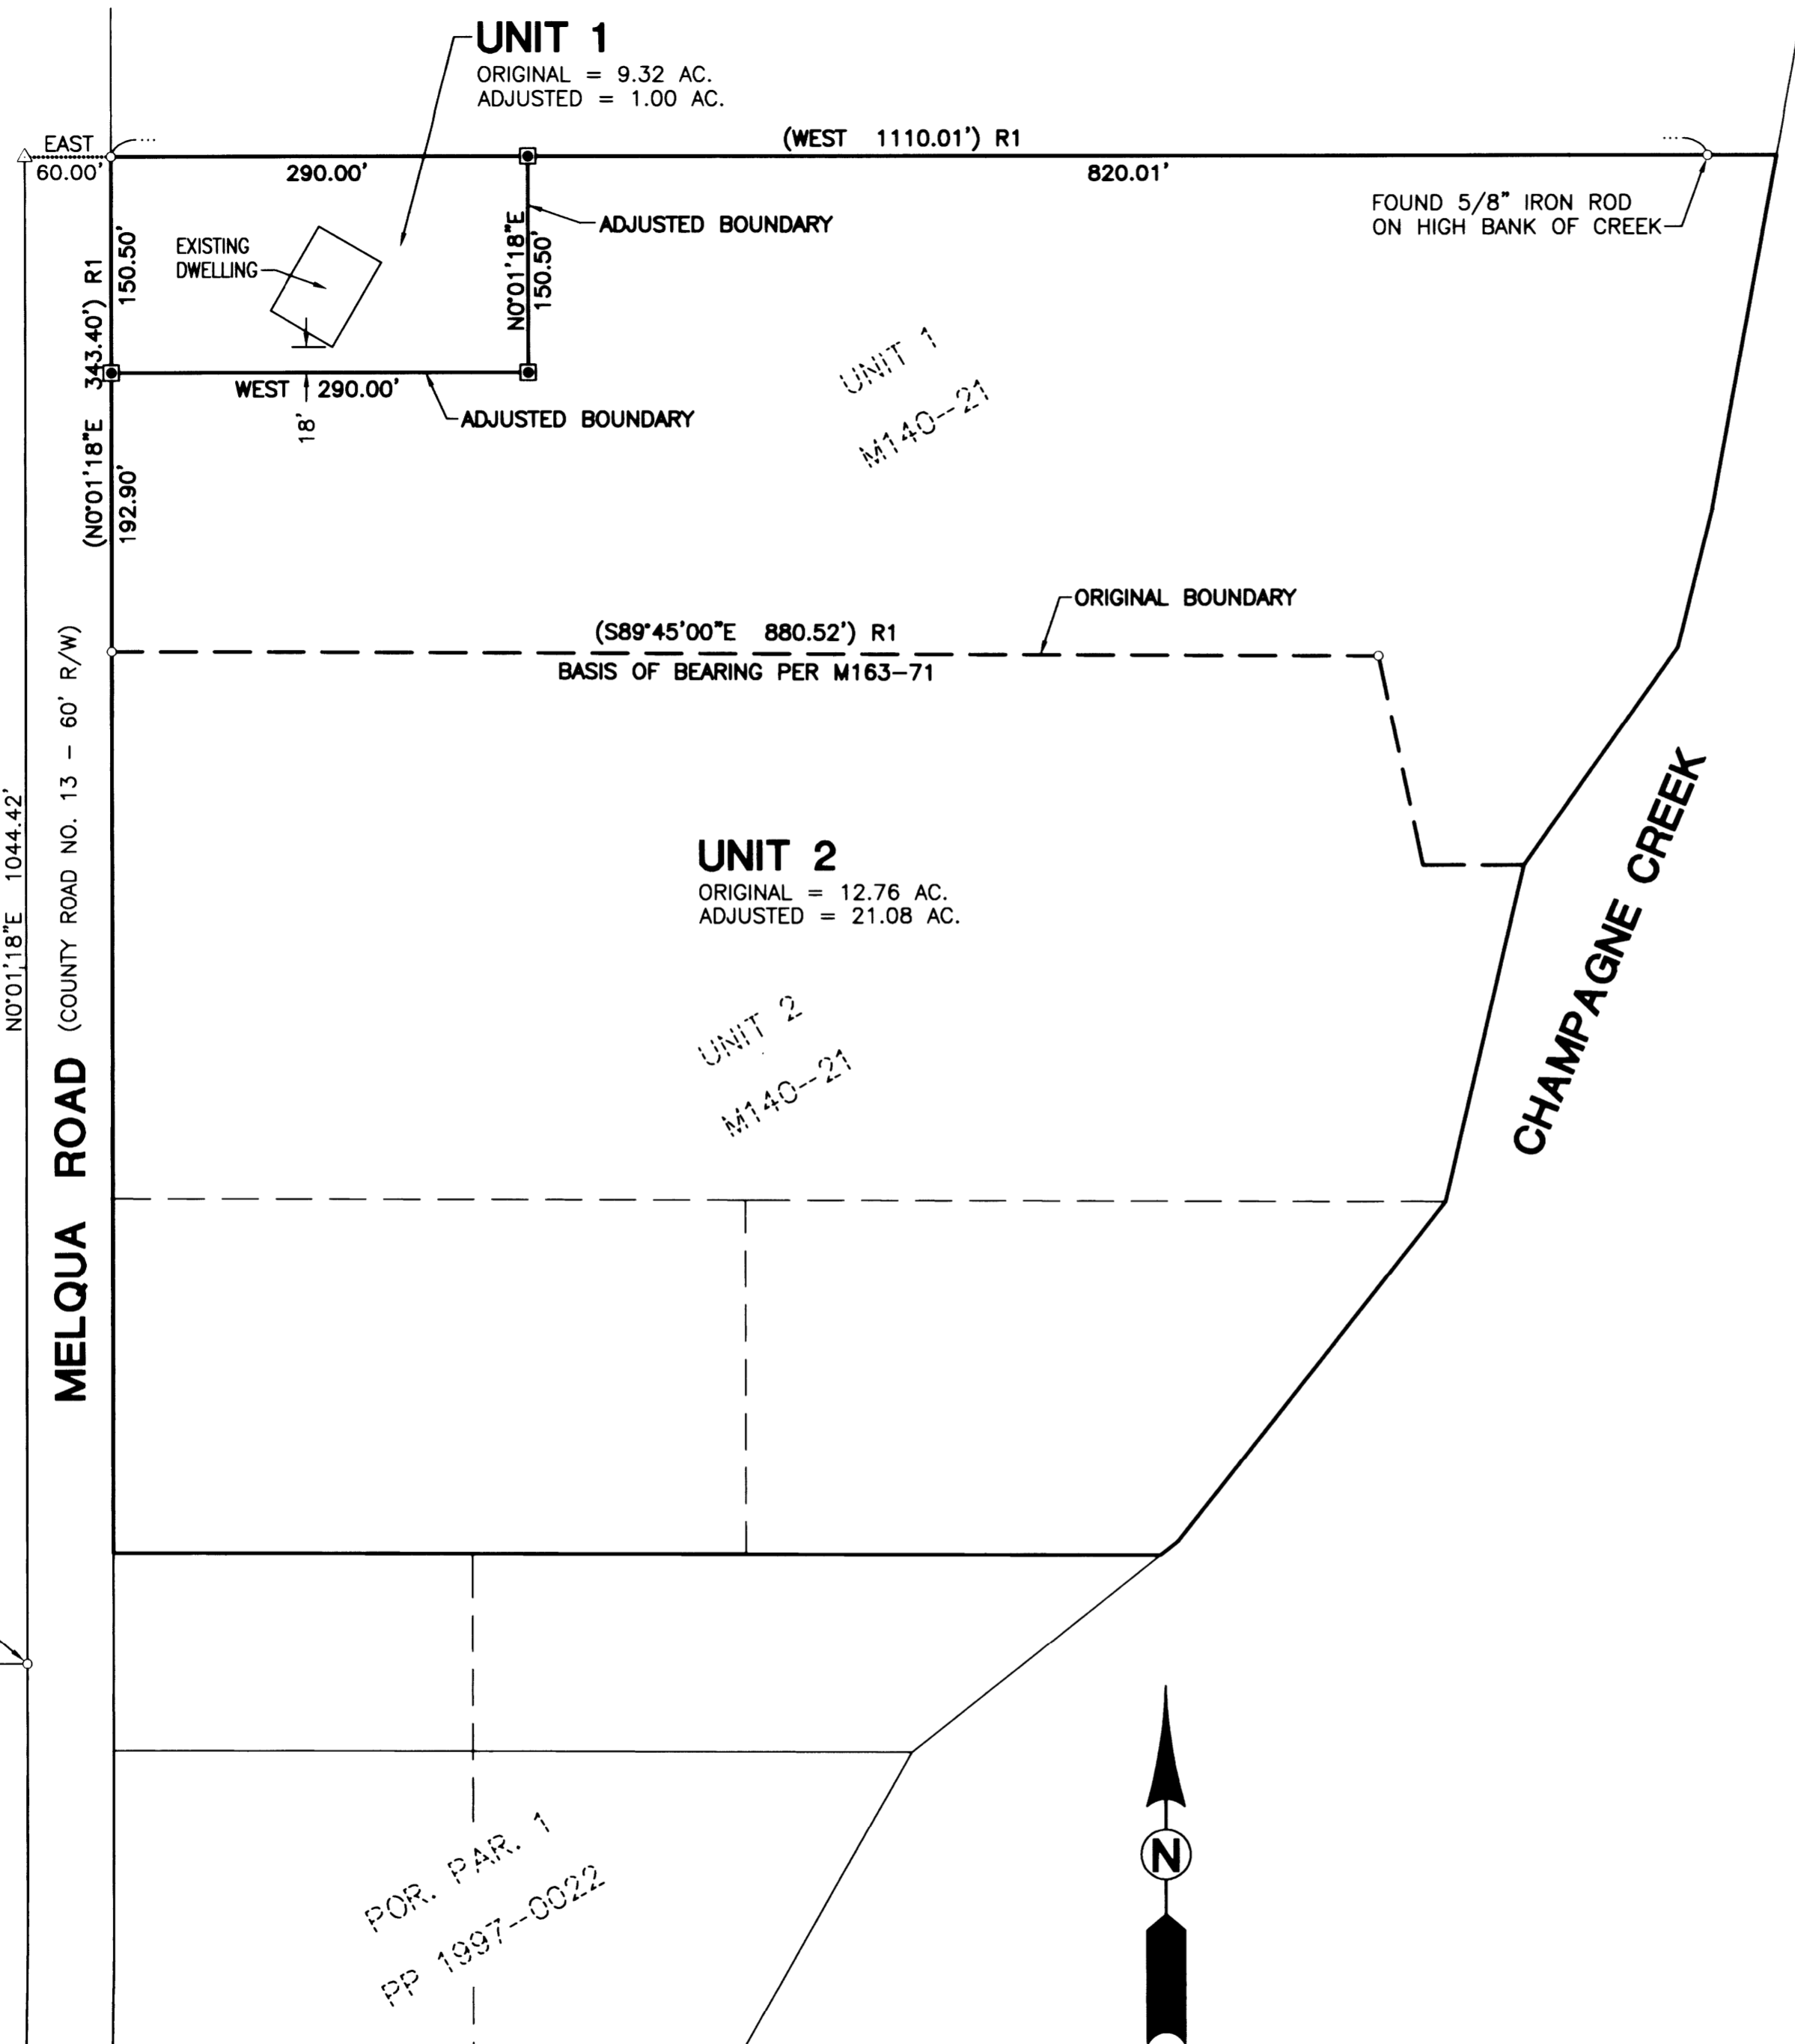 UNIT 1
ORIGINAL = 9.32 AC.
ADJUSTED = 1.00 AC.
EAST
60.00'
(WEST 1110.01') R1
290.00'
820.01'
FOUND 5/8" IRON ROD
ON HIGH BANK OF CREEK
ADJUSTED BOUNDARY
EXISTING
DWELLING
150.50'
N0°01'18"E
150.50'
(N0°01'18"E 343.40') R1
192.90'
WEST 290.00'
18'
ADJUSTED BOUNDARY
UNIT 1
M140-21
ORIGINAL BOUNDARY
(S89°45'00"E 880.52') R1
BASIS OF BEARING PER M163-71
UNIT 2
ORIGINAL = 12.76 AC.
ADJUSTED = 21.08 AC.
UNIT 2
M140-21
N0°01'18"E 1044.42'
MELQUA ROAD (COUNTY ROAD NO. 13 - 60' R/W)
CHAMPAGNE CREEK
POR. PAR. 1
PP 1997-0022
N